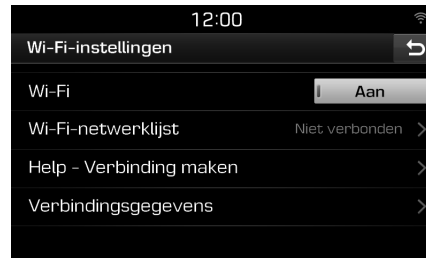 12:00
Wi-Fi-instellingen
Wi-Fi Aan
Wi-Fi-netwerklijst Niet verbonden
Help - Verbinding maken
Verbindingsgegevens